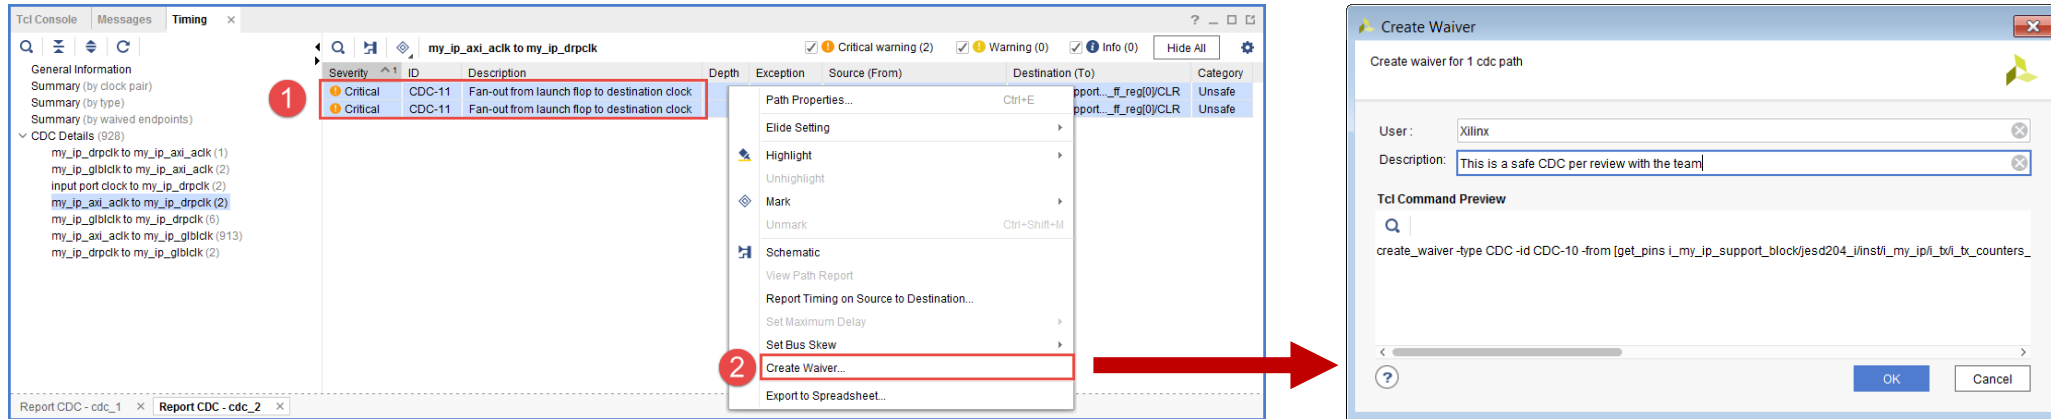 Tcl Console Messages Timing ×
? _
General Information
Summary (by clock pair)
Summary (by type)
Summary (by waived endpoints)
CDC Details (928)
my_ip_drpclk to my_ip_axi_aclk (1)
my_ip_glblclk to my_ip_axi_aclk (2)
input port clock to my_ip_drpclk (2)
my_ip_axi_aclk to my_ip_drpclk (2)
my_ip_glblclk to my_ip_drpclk (6)
my_ip_axi_aclk to my_ip_glblclk (913)
my_ip_drpclk to my_ip_glblclk (2)
my_ip_axi_aclk to my_ip_drpclk Critical warning (2) Warning (0) Info (0) Hide All
Severity 1 ID Description Depth Exception Source (From) Destination (To) Category
1
Critical CDC-11 Fan-out from launch flop to destination clock pport..._ff_reg[0]/CLR Unsafe
Critical CDC-11 Fan-out from launch flop to destination clock pport..._ff_reg[0]/CLR Unsafe
Path Properties... Ctrl+E
Elide Setting
Highlight
Unhighlight
Mark
Unmark Ctrl+Shift+M
Schematic
View Path Report
Report Timing on Source to Destination...
Set Maximum Delay
Set Bus Skew
2 Create Waiver...
Export to Spreadsheet...
Report CDC - cdc_1 × Report CDC - cdc_2 ×
Create Waiver
Create waiver for 1 cdc path
User : Xilinx
Description: This is a safe CDC per review with the team
Tcl Command Preview
create_waiver -type CDC -id CDC-10 -from [get_pins i_my_ip_support_block/jesd204_i/inst/i_my_ip/i_tx/i_tx_counters_
? OK Cancel